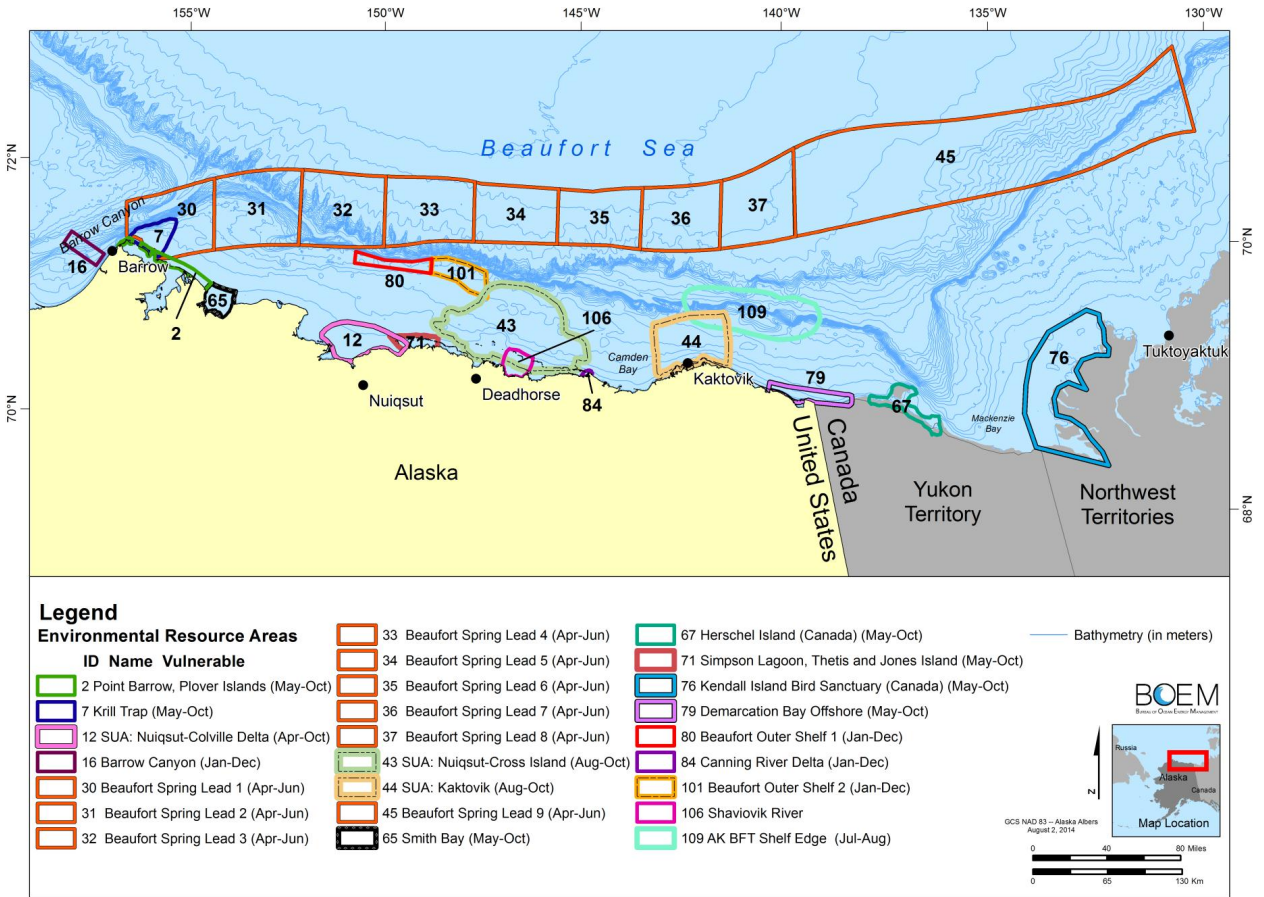 155°W 150°W 145°W 140°W 135°W 130°W
72°N
70°N
70°N
68°N
Beaufort Sea
Barrow Canyon
30
31
32
33
34
35
36
37
45
7
16
Barrow
65
2
80
101
43
106
109
12
71
44
Camden
Bay
Kaktovik
84
79
67
76
Tuktoyaktuk
Mackenzie
Bay
Nuiqsut
Deadhorse
Alaska
United States
Canada
Yukon
Territory
Northwest
Territories
Legend
Environmental Resource Areas
ID Name Vulnerable
2 Point Barrow, Plover Islands (May-Oct)
7 Krill Trap (May-Oct)
12 SUA: Nuiqsut-Colville Delta (Apr-Oct)
16 Barrow Canyon (Jan-Dec)
30 Beaufort Spring Lead 1 (Apr-Jun)
31 Beaufort Spring Lead 2 (Apr-Jun)
32 Beaufort Spring Lead 3 (Apr-Jun)
33 Beaufort Spring Lead 4 (Apr-Jun)
34 Beaufort Spring Lead 5 (Apr-Jun)
35 Beaufort Spring Lead 6 (Apr-Jun)
36 Beaufort Spring Lead 7 (Apr-Jun)
37 Beaufort Spring Lead 8 (Apr-Jun)
43 SUA: Nuiqsut-Cross Island (Aug-Oct)
44 SUA: Kaktovik (Aug-Oct)
45 Beaufort Spring Lead 9 (Apr-Jun)
65 Smith Bay (May-Oct)
67 Herschel Island (Canada) (May-Oct)
71 Simpson Lagoon, Thetis and Jones Island (May-Oct)
76 Kendall Island Bird Sanctuary (Canada) (May-Oct)
79 Demarcation Bay Offshore (May-Oct)
80 Beaufort Outer Shelf 1 (Jan-Dec)
84 Canning River Delta (Jan-Dec)
101 Beaufort Outer Shelf 2 (Jan-Dec)
106 Shaviovik River
109 AK BFT Shelf Edge (Jul-Aug)
Bathymetry (in meters)
BOEM
BUREAU OF OCEAN ENERGY MANAGEMENT
N
Russia
Alaska
Canada
Map Location
GCS NAD 83 -- Alaska Albers
August 2, 2014
0 40 80 Miles
0 65 130 Km